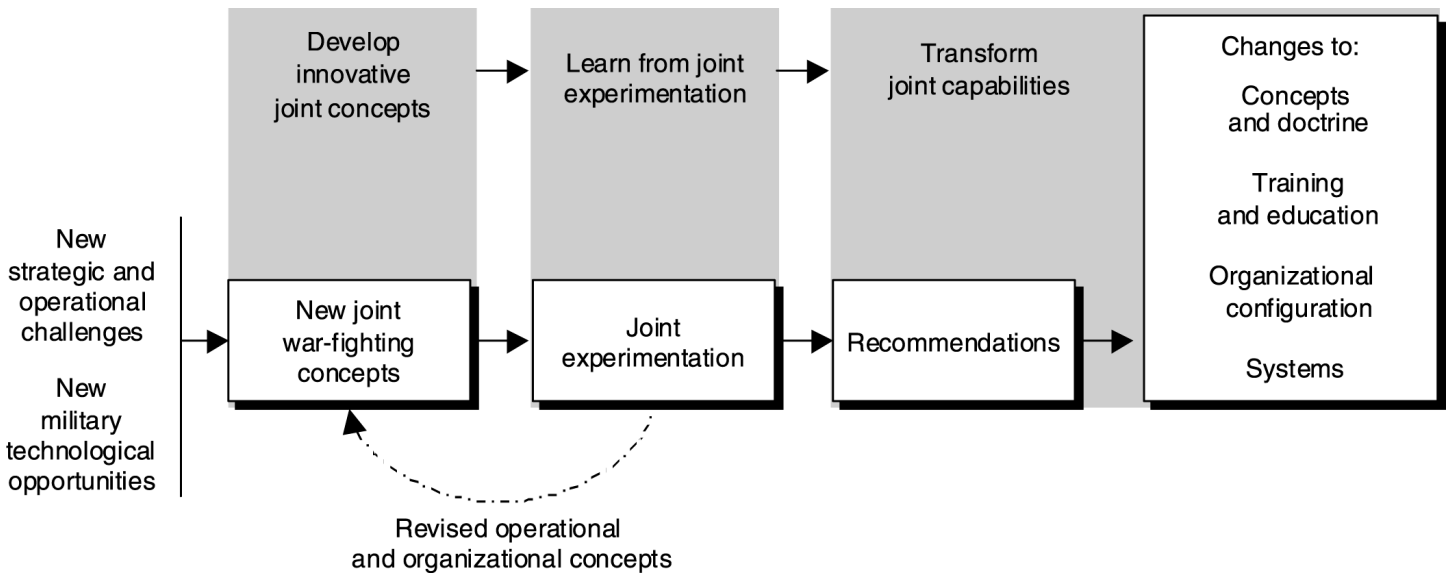 Develop
innovative
joint concepts
Learn from joint
experimentation
Transform
joint capabilities
Changes to:
Concepts
and doctrine
Training
and education
Organizational
configuration
Systems
New
strategic and
operational
challenges
New
military
technological
opportunities
New joint
war-fighting
concepts
Joint
experimentation
Recommendations
Revised operational
and organizational concepts